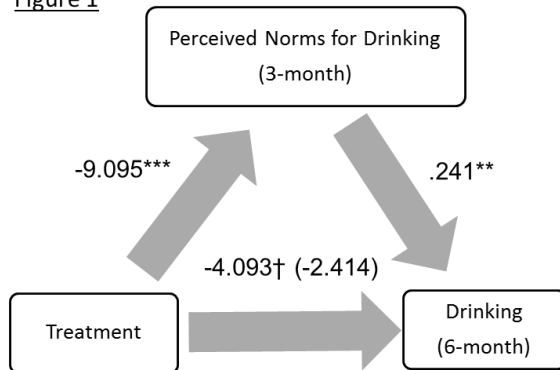 Figure 1
Perceived Norms for Drinking
(3-month)
-9.095***
.241**
-4.093† (-2.414)
Treatment
Drinking
(6-month)